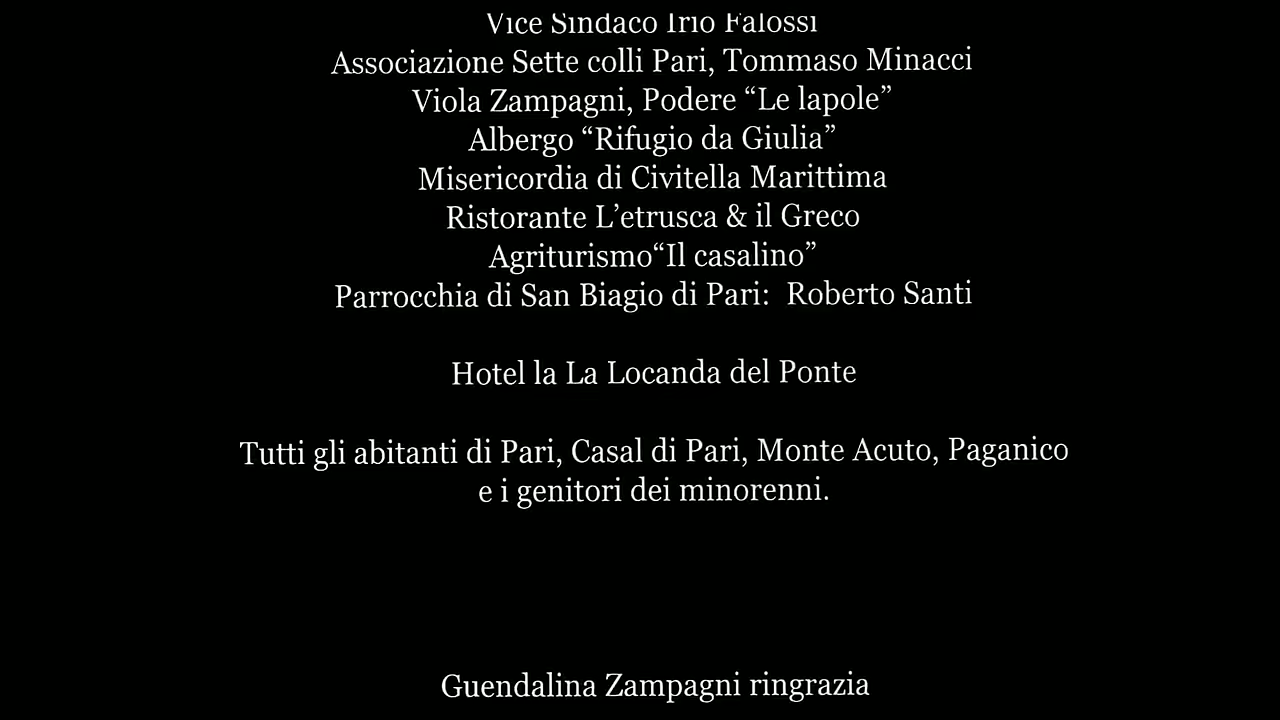 Vice Sindaco Irio Falossi
Associazione Sette colli Pari, Tommaso Minacci
Viola Zampagni, Podere “Le lapole”
Albergo “Rifugio da Giulia”
Misericordia di Civitella Marittima
Ristorante L’etrusca & il Greco
Agriturismo“Il casalino”
Parrocchia di San Biagio di Pari:  Roberto Santi
Hotel la La Locanda del Ponte
Tutti gli abitanti di Pari, Casal di Pari, Monte Acuto, Paganico
e i genitori dei minorenni.
Guendalina Zampagni ringrazia